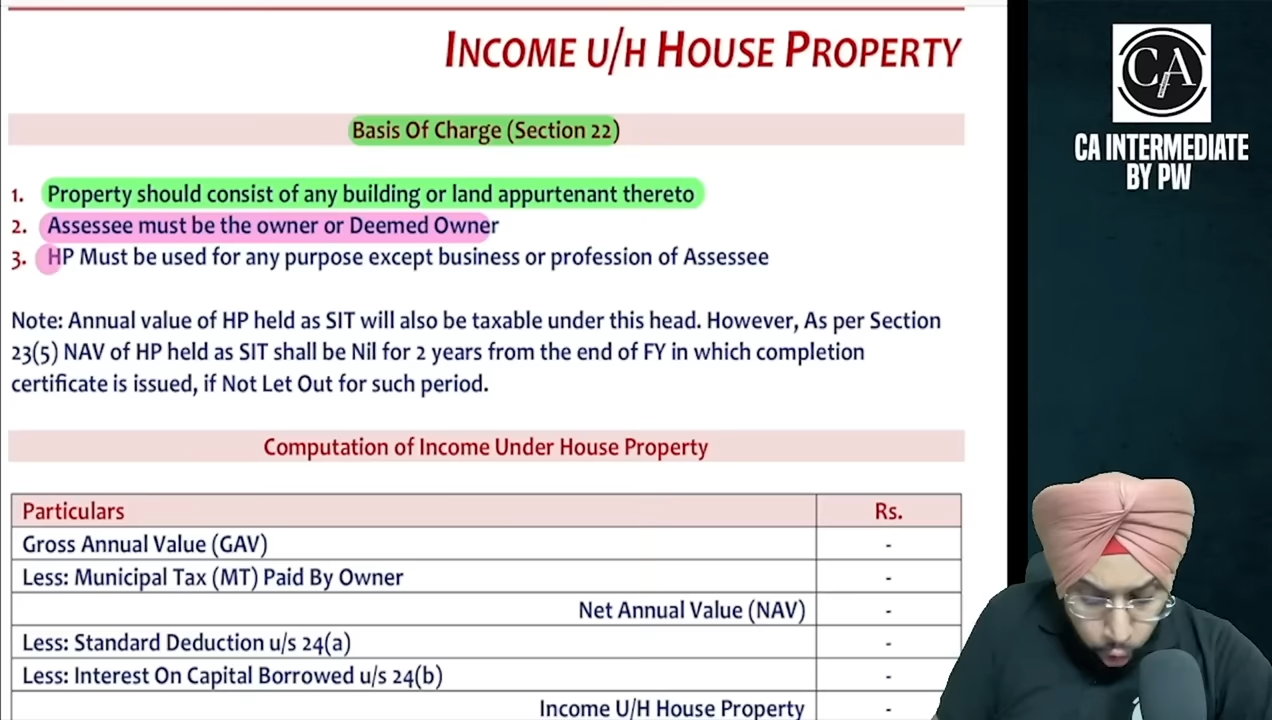 INCOME U/H HOUSE PROPERTY
Basis Of Charge (Section 22)
1. Property should consist of any building or land appurtenant thereto
2. Assessee must be the owner or Deemed Owner
3. HP Must be used for any purpose except business or profession of Assessee
Note: Annual value of HP held as SIT will also be taxable under this head. However, As per Section
23(5) NAV of HP held as SIT shall be Nil for 2 years from the end of FY in which completion
certificate is issued, if Not Let Out for such period.
Computation of Income Under House Property
Particulars Rs.
Gross Annual Value (GAV) -
Less: Municipal Tax (MT) Paid By Owner -
Net Annual Value (NAV) -
Less: Standard Deduction u/s 24(a) -
Less: Interest On Capital Borrowed u/s 24(b) -
Income U/H House Property -
CA
CA INTERMEDIATE
BY PW